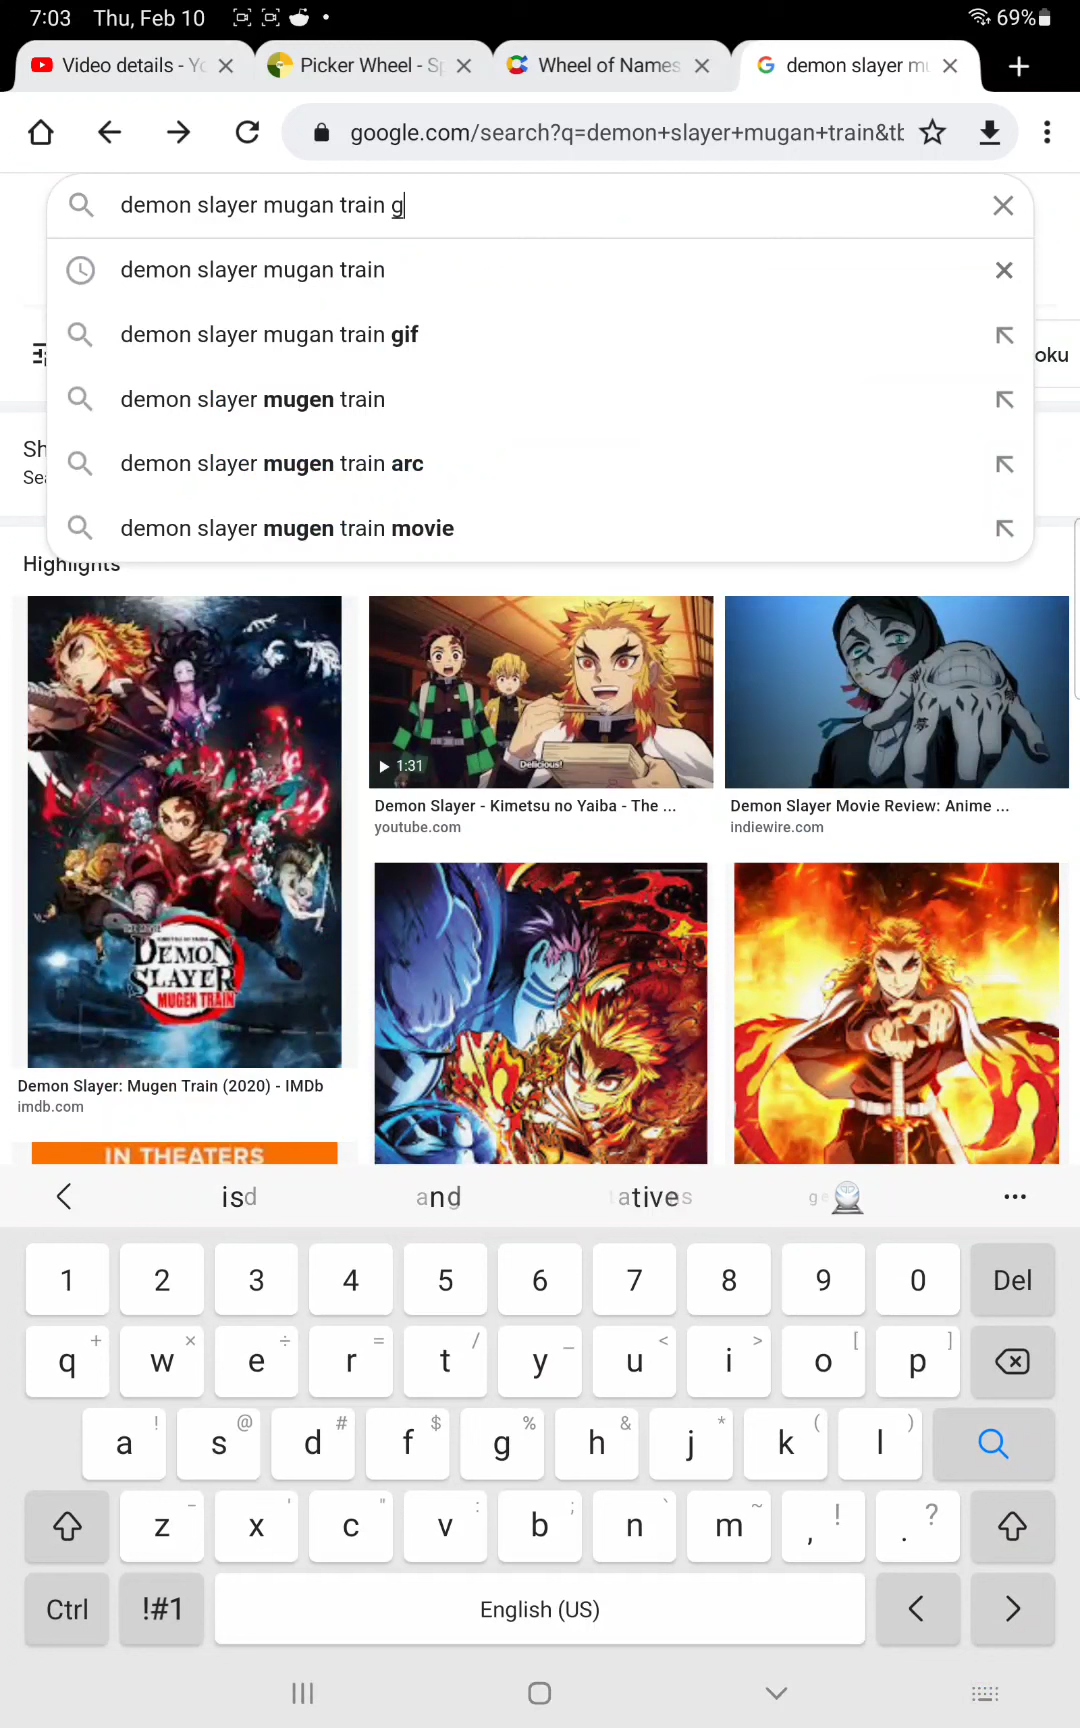 7:03 Thu, Feb 10 69%
Video details - Yo Picker Wheel - Sp Wheel of Names demon slayer mu
google.com/search?q=demon+slayer+mugan+train&tb
demon slayer mugan train g
demon slayer mugan train
demon slayer mugan train gif
oku
demon slayer mugen train
Sh
demon slayer mugen train arc
Sea
demon slayer mugen train movie
Highlights
1:31 Delicious!
DEMON SLAYER
MUGEN TRAIN
Demon Slayer - Kimetsu no Yaiba - The ...
youtube.com
Demon Slayer Movie Review: Anime ...
indiewire.com
Demon Slayer: Mugen Train (2020) - IMDb
imdb.com
IN THEATERS
isd and atives ge
1 2 3 4 5 6 7 8 9 0 Del
+ × ÷ = / _ < > [ ]
q w e r t y u i o p
! @ # $ % & * ( )
a s d f g h j k l
- ' " : ; ` ~ ! ?
z x c v b n m , .
Ctrl !#1 English (US) < >